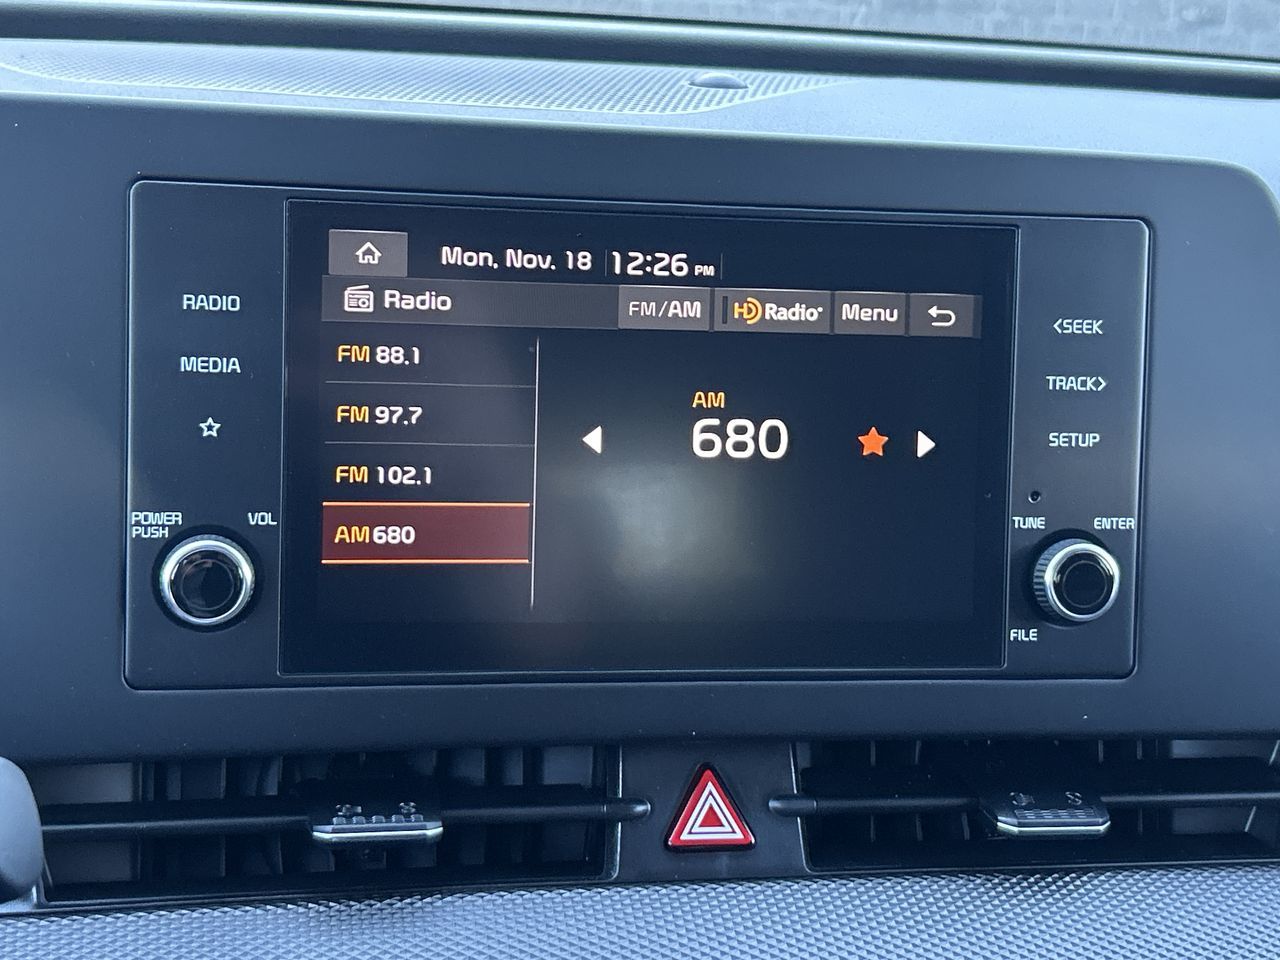 Mon, Nov. 18 12:26 PM
Radio FM/AM HD Radio Menu
FM 88.1
FM 97.7
FM 102.1
AM 680
AM
680
RADIO
MEDIA
POWER
PUSH
VOL
<SEEK
TRACK>
SETUP
TUNE
ENTER
FILE